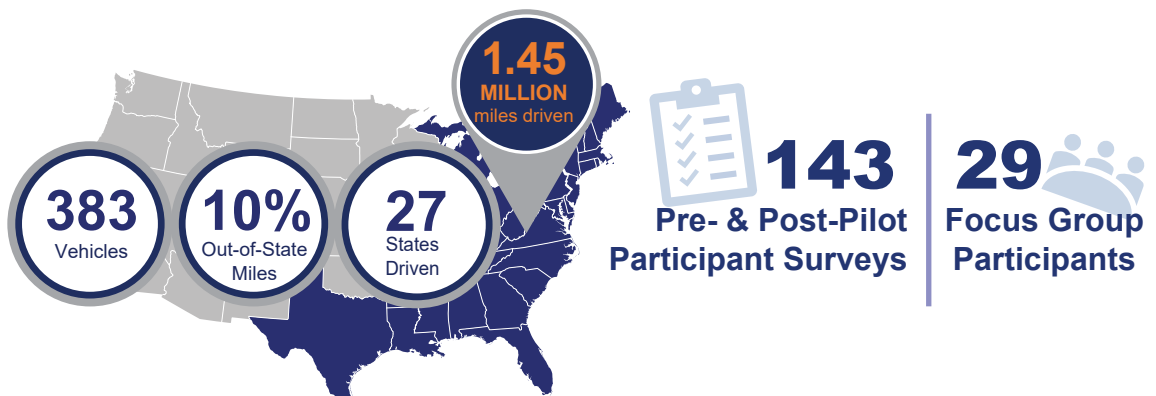 1.45
MILLION
miles driven
383
Vehicles
10%
Out-of-State
Miles
27
States
Driven
143
Pre- & Post-Pilot
Participant Surveys
29
Focus Group
Participants